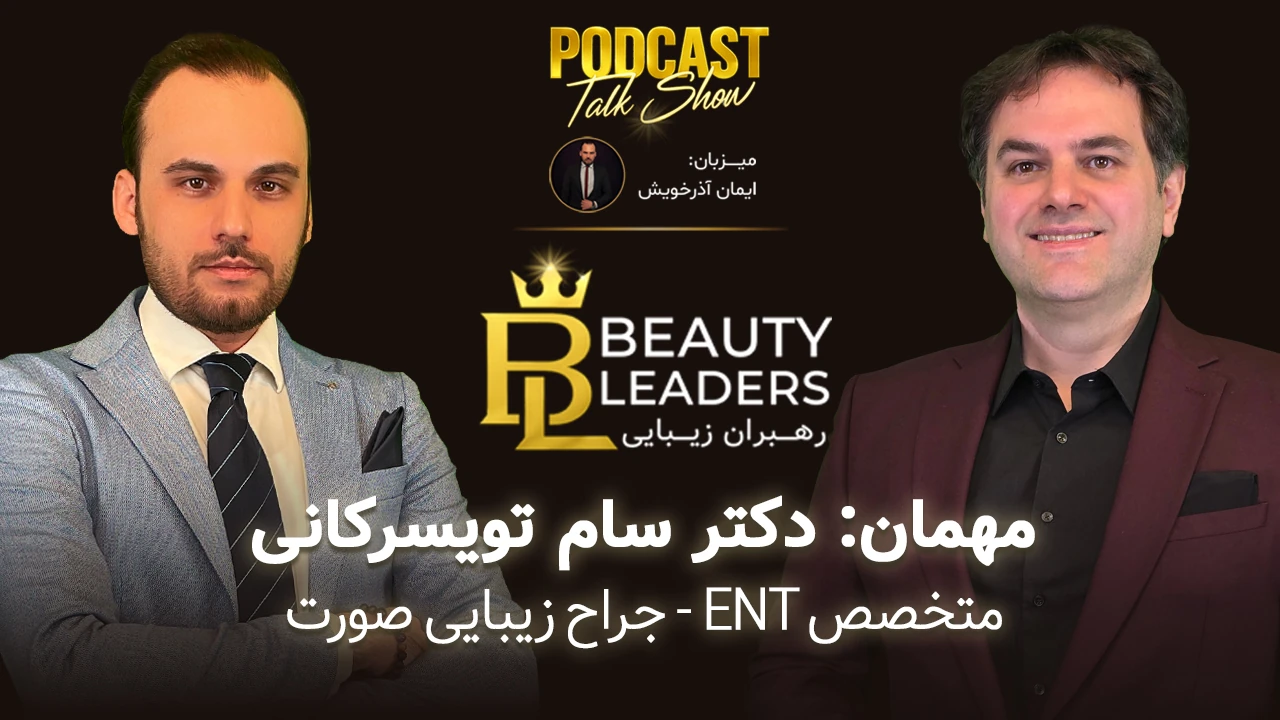 PODCAST
Talk Show
میزبان:
ایمان آذرخویش
BL
BEAUTY
LEADERS
رهبران زیبایی
مهمان: دکتر سام تویسرکانی
متخصص ENT - جراح زیبایی صورت